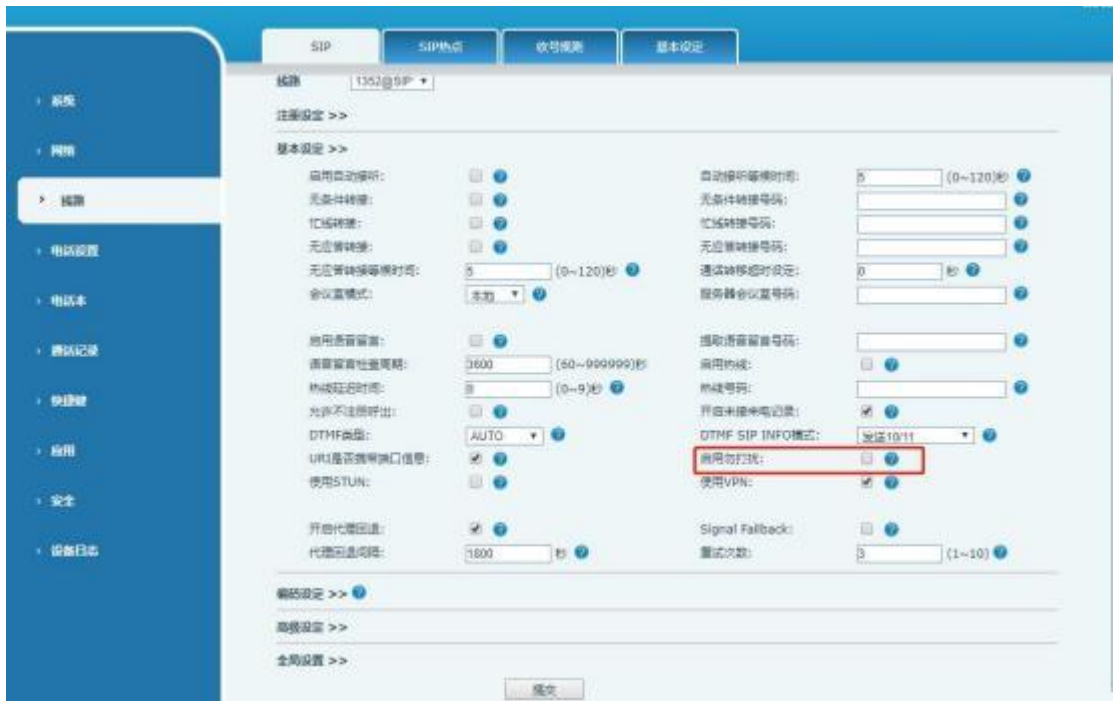 SIP SIP热点 收号规则 基本设定
线路 1352@SIP
注册设定 >>
基本设定 >>
启用自动接听: 自动接听等候时间: 5 (0~120)秒
无条件转接: 无条件转接号码:
忙线转接: 忙线转接号码:
无应答转接: 无应答转接号码:
无应答转接等候时间: 5 (0~120)秒 通话转移超时设定: 0 秒
会议室模式: 本地 服务器会议室号码:
启用语音留言: 提取语音留言号码:
语音留言检查周期: 3600 (60~999999)秒 启用热线:
热线延迟时间: 0 (0~9)秒 热线号码:
允许不注册呼出: 开启未接来电记录:
DTMF类型: AUTO DTMF SIP INFO模式: 发送10/11
URI是否携带端口信息: 启用勿扰:
使用STUN: 使用VPN:
开启代理回退: Signal Fallback:
代理回退间隔: 1800 秒 重试次数: 3 (1~10)
编码设定 >>
高级设定 >>
全局设置 >>
提交
系统
网络
线路
电话设置
电话本
通话记录
快捷键
应用
安全
设备日志